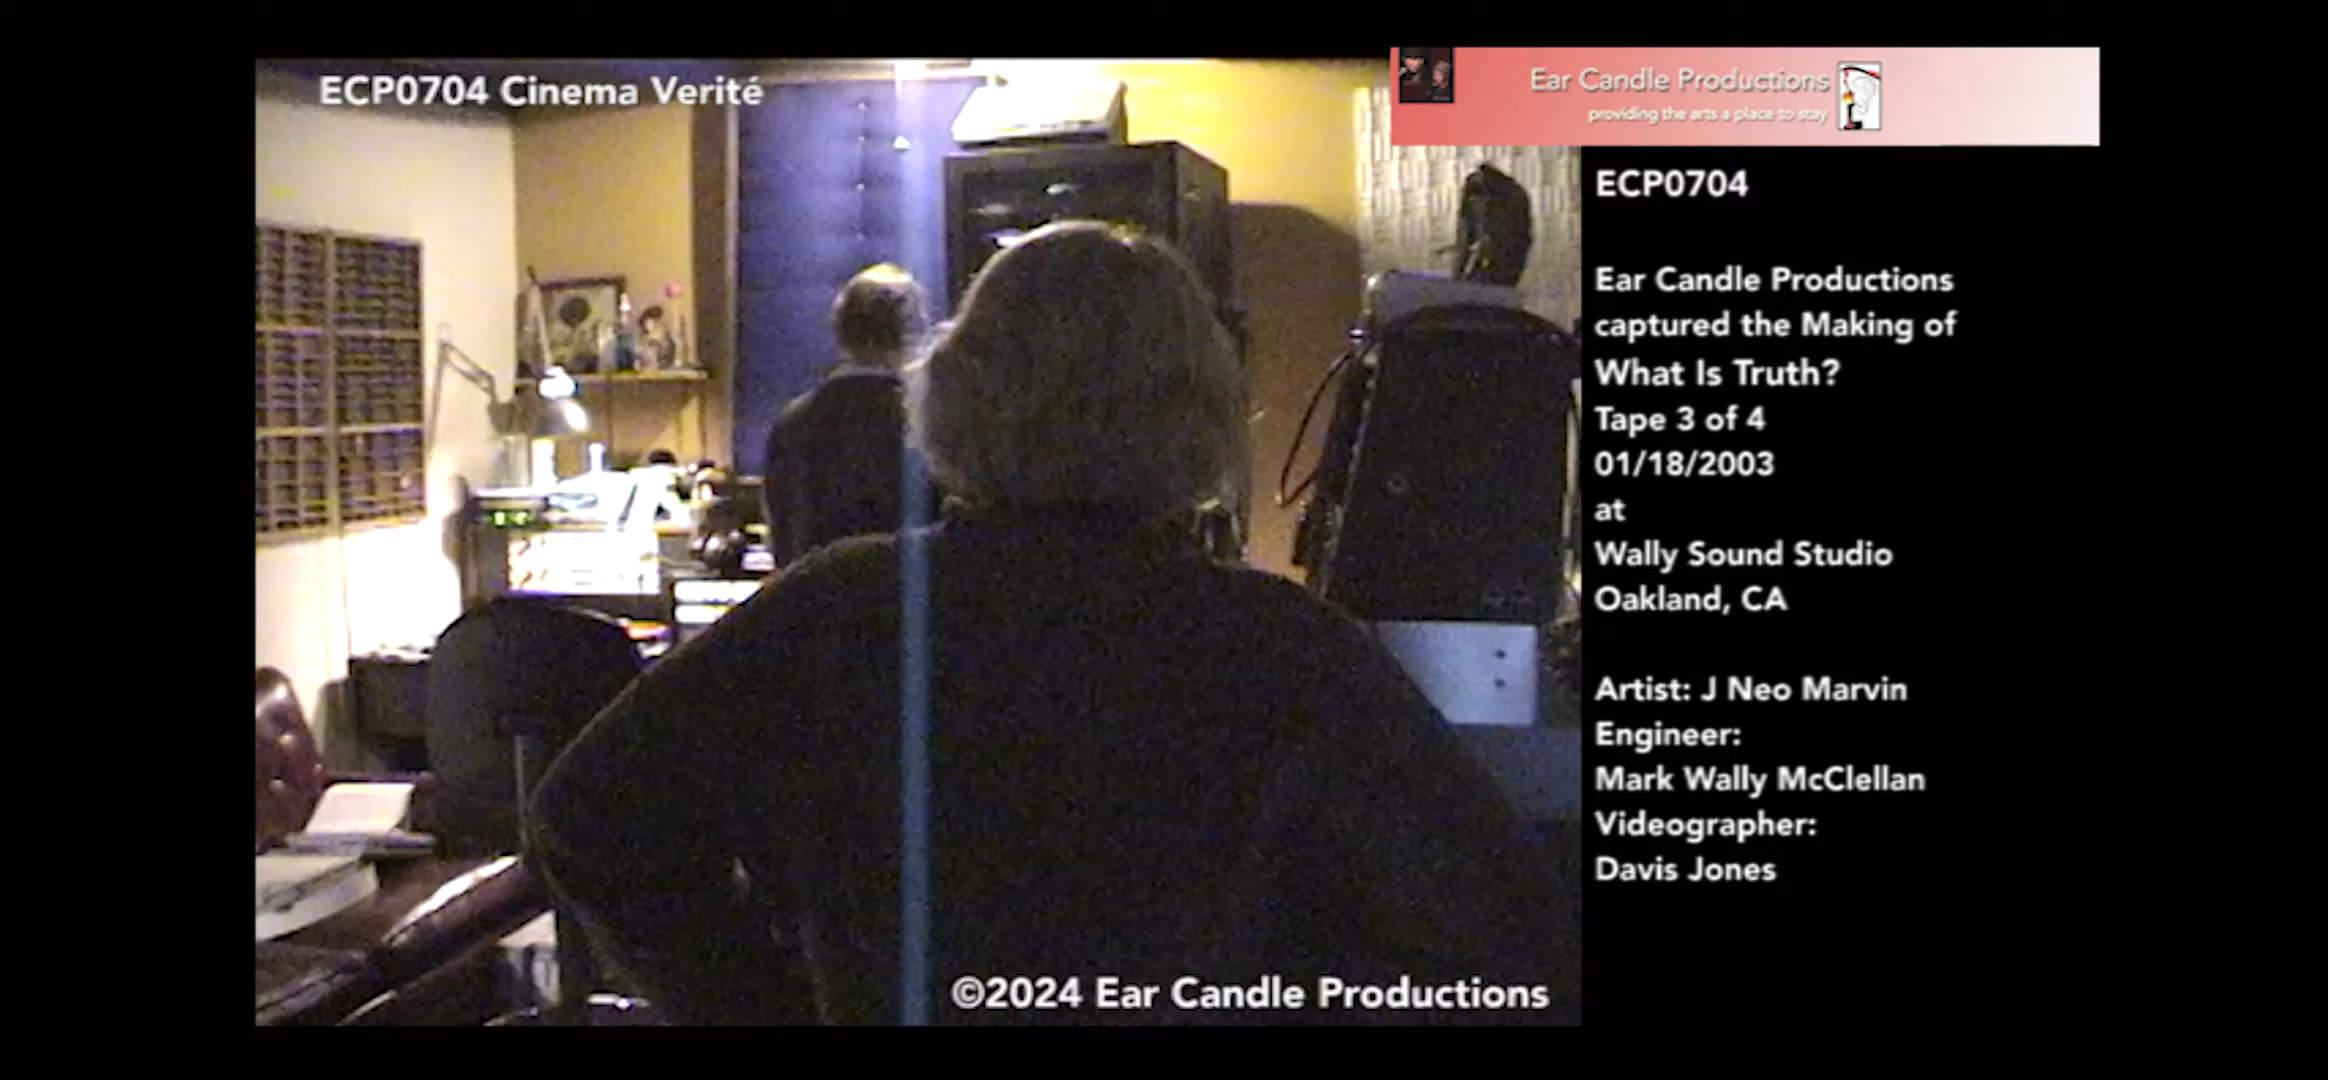 ECP0704 Cinema Verité
Ear Candle Productions
providing the arts a place to stay
ECP0704
Ear Candle Productions
captured the Making of
What Is Truth?
Tape 3 of 4
01/18/2003
at
Wally Sound Studio
Oakland, CA
Artist: J Neo Marvin
Engineer:
Mark Wally McClellan
Videographer:
Davis Jones
©2024 Ear Candle Productions